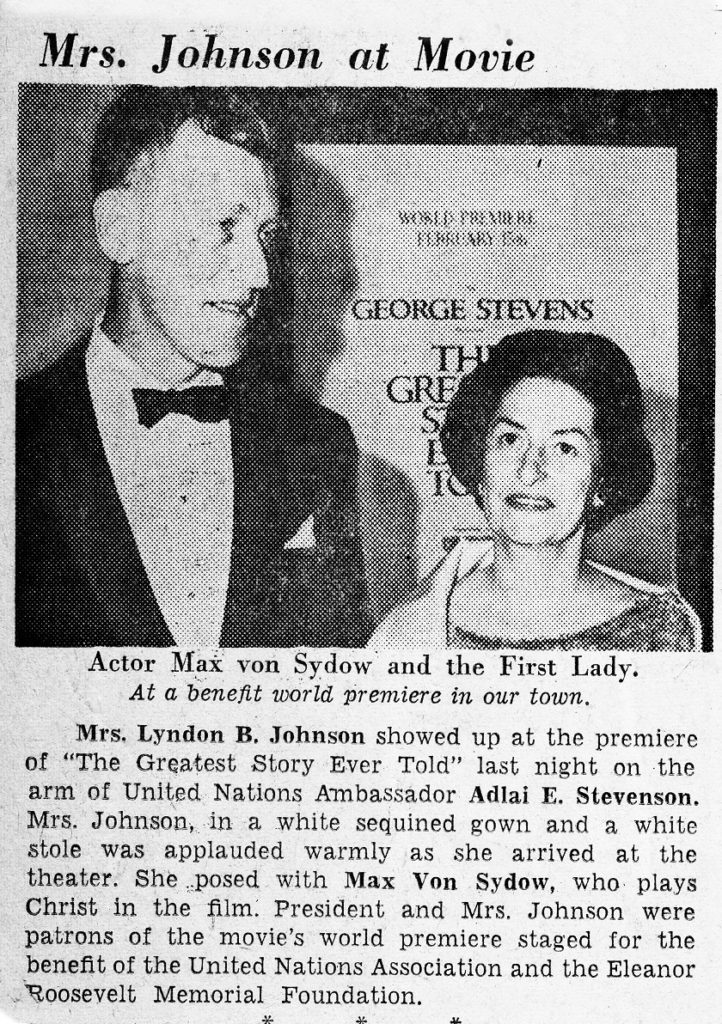 Mrs. Johnson at Movie
WORLD PREMIERE
FEBRUARY 15th
GEORGE STEVENS
TH
GRE
S
E
TO
Actor Max von Sydow and the First Lady.
At a benefit world premiere in our town.
Mrs. Lyndon B. Johnson showed up at the premiere
of “The Greatest Story Ever Told” last night on the
arm of United Nations Ambassador Adlai E. Stevenson.
Mrs. Johnson, in a white sequined gown and a white
stole was applauded warmly as she arrived at the
theater. She posed with Max Von Sydow, who plays
Christ in the film. President and Mrs. Johnson were
patrons of the movie’s world premiere staged for the
benefit of the United Nations Association and the Eleanor
Roosevelt Memorial Foundation.
* * *